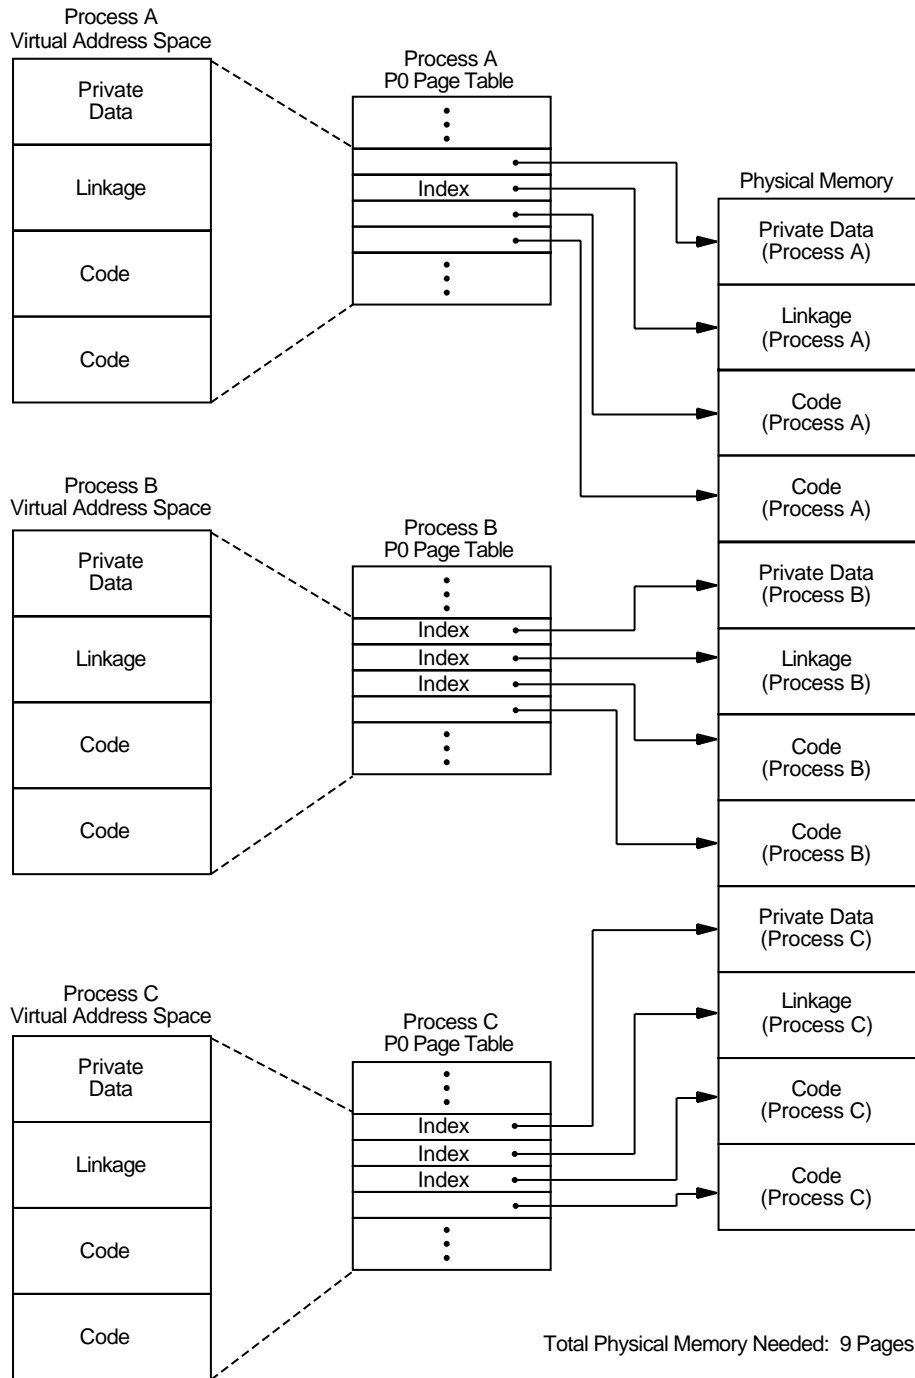 Process A
Virtual Address Space
Private
Data
Linkage
Code
Code
Process A
P0 Page Table
Index
Physical Memory
Private Data
(Process A)
Linkage
(Process A)
Code
(Process A)
Code
(Process A)
Private Data
(Process B)
Linkage
(Process B)
Code
(Process B)
Code
(Process B)
Private Data
(Process C)
Linkage
(Process C)
Code
(Process C)
Code
(Process C)
Process B
Virtual Address Space
Private
Data
Linkage
Code
Code
Process B
P0 Page Table
Index
Index
Index
Process C
Virtual Address Space
Private
Data
Linkage
Code
Code
Process C
P0 Page Table
Index
Index
Index
Total Physical Memory Needed: 9 Pages